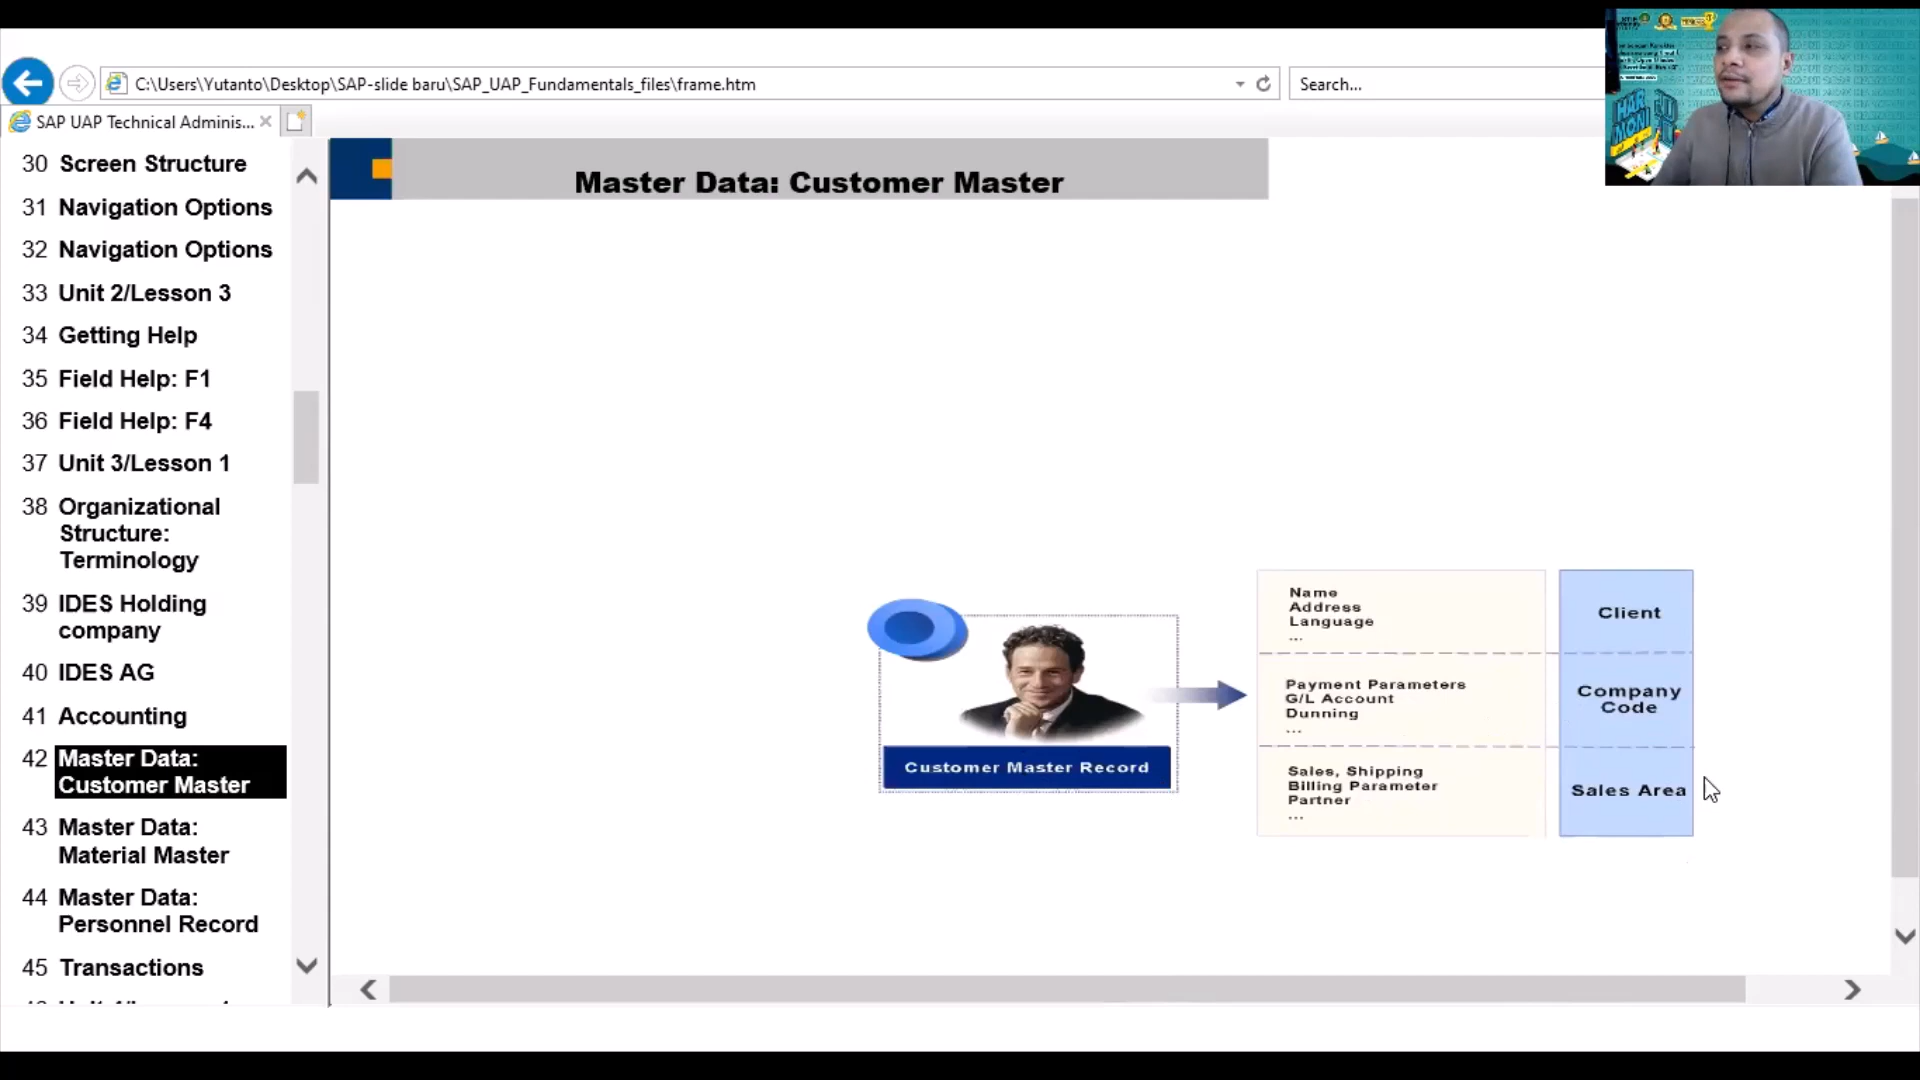 C:\Users\Yutanto\Desktop\SAP-slide baru\SAP_UAP_Fundamentals_files\frame.htm
Search...
SAP UAP Technical Adminis...
30 Screen Structure
31 Navigation Options
32 Navigation Options
33 Unit 2/Lesson 3
34 Getting Help
35 Field Help: F1
36 Field Help: F4
37 Unit 3/Lesson 1
38 Organizational
Structure:
Terminology
39 IDES Holding
company
40 IDES AG
41 Accounting
42 Master Data:
Customer Master
43 Master Data:
Material Master
44 Master Data:
Personnel Record
45 Transactions
Master Data: Customer Master
Customer Master Record
Name
Address
Language
...
Client
Payment Parameters
G/L Account
Dunning
...
Company
Code
Sales, Shipping
Billing Parameter
Partner
...
Sales Area
HAR
MONI